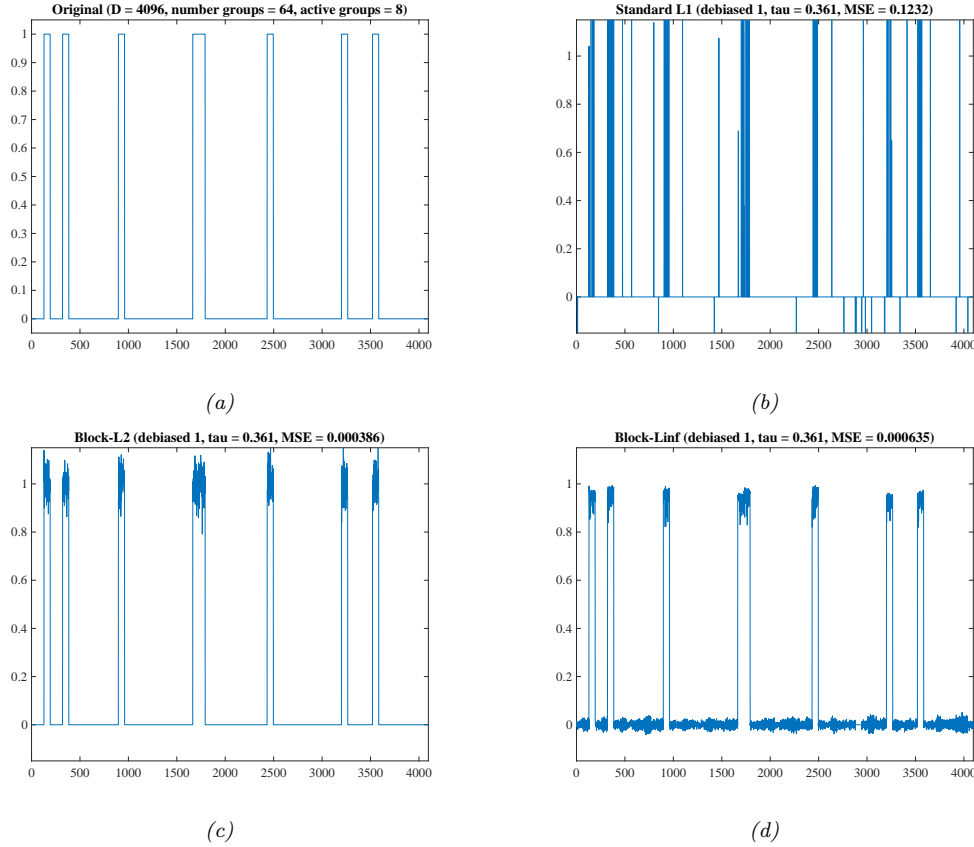 Original (D = 4096, number groups = 64, active groups = 8)
1
0.9
0.8
0.7
0.6
0.5
0.4
0.3
0.2
0.1
0
0 500 1000 1500 2000 2500 3000 3500 4000
(a)
Standard L1 (debiased 1, tau = 0.361, MSE = 0.1232)
1
0.8
0.6
0.4
0.2
0
0 500 1000 1500 2000 2500 3000 3500 4000
(b)
Block-L2 (debiased 1, tau = 0.361, MSE = 0.000386)
1
0.8
0.6
0.4
0.2
0
0 500 1000 1500 2000 2500 3000 3500 4000
(c)
Block-Linf (debiased 1, tau = 0.361, MSE = 0.000635)
1
0.8
0.6
0.4
0.2
0
0 500 1000 1500 2000 2500 3000 3500 4000
(d)